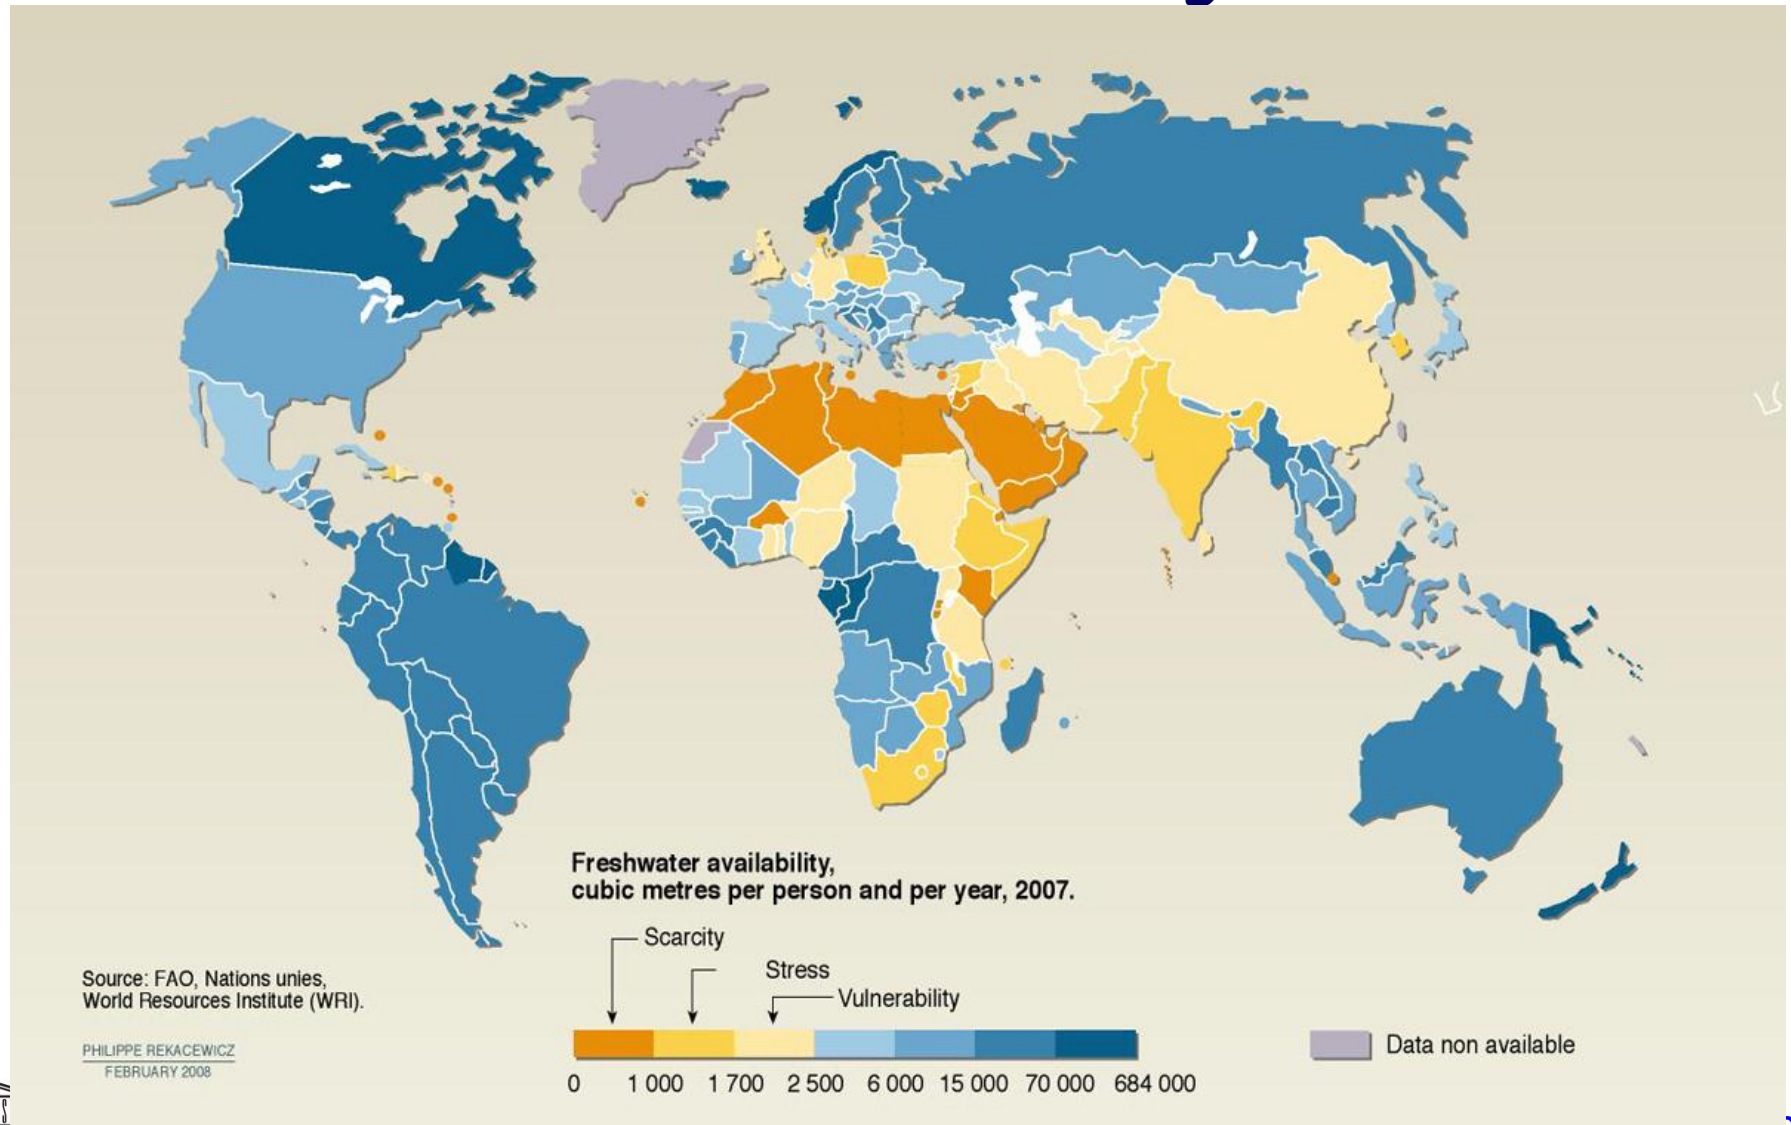 Freshwater availability,
cubic metres per person and per year, 2007.
Scarcity
Stress
Vulnerability
0 1 000 1 700 2 500 6 000 15 000 70 000 684 000
Data non available
Source: FAO, Nations unies,
World Resources Institute (WRI).
PHILIPPE REKACEWICZ
FEBRUARY 2008